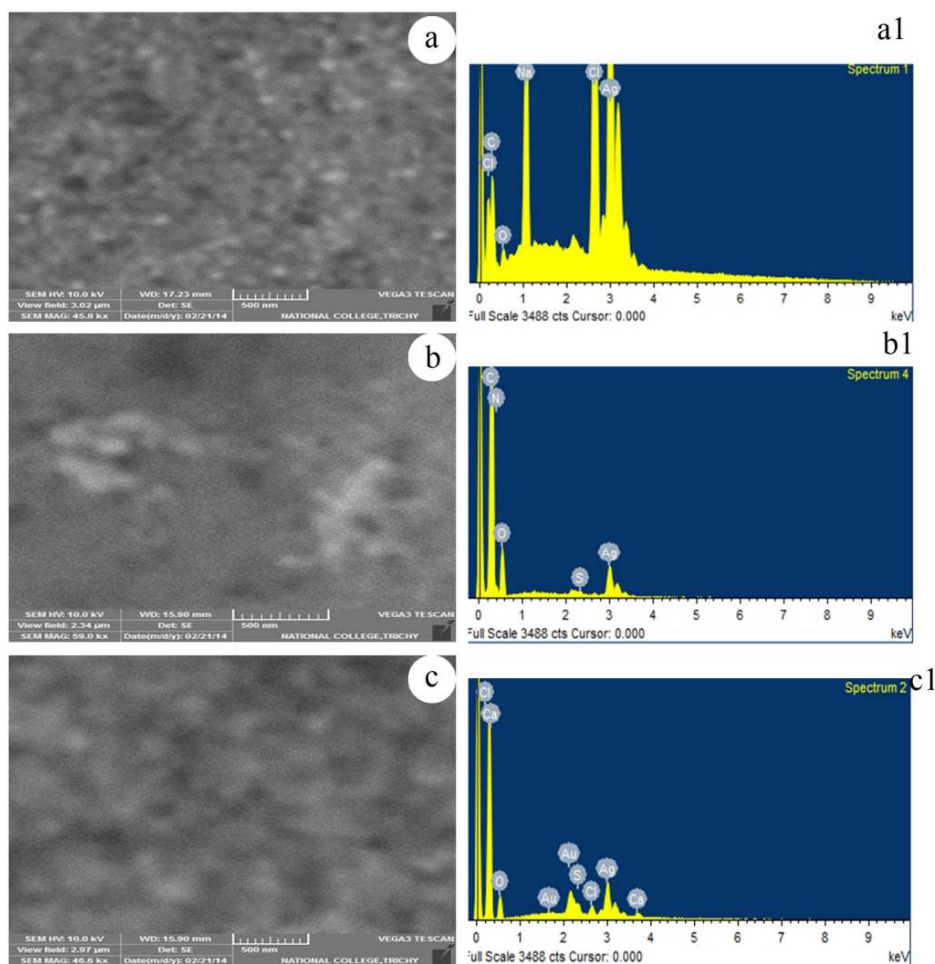 a
SEM HV: 10.0 kV WD: 17.23 mm VEGA3 TESCAN
View field: 3.02 µm Det: SE 500 nm
SEM MAG: 45.8 kx Date(m/d/y): 02/21/14 NATIONAL COLLEGE,TRICHY
a1
Spectrum 1
Na Cl
Ag
C
Cl
O
0 1 2 3 4 5 6 7 8 9
Full Scale 3488 cts Cursor: 0.000 keV
b
SEM HV: 10.0 kV WD: 15.90 mm VEGA3 TESCAN
View field: 2.34 µm Det: SE 500 nm
SEM MAG: 59.0 kx Date(m/d/y): 02/21/14 NATIONAL COLLEGE,TRICHY
b1
Spectrum 4
C
N
O
Ag
S
0 1 2 3 4 5 6 7 8 9
Full Scale 3488 cts Cursor: 0.000 keV
c
SEM HV: 10.0 kV WD: 15.90 mm VEGA3 TESCAN
View field: 2.97 µm Det: SE 500 nm
SEM MAG: 46.6 kx Date(m/d/y): 02/21/14 NATIONAL COLLEGE,TRICHY
c1
Spectrum 2
Cl
Ca
Au
Ag
S
O
Cl
Au
Ca
0 1 2 3 4 5 6 7 8 9
Full Scale 3488 cts Cursor: 0.000 keV